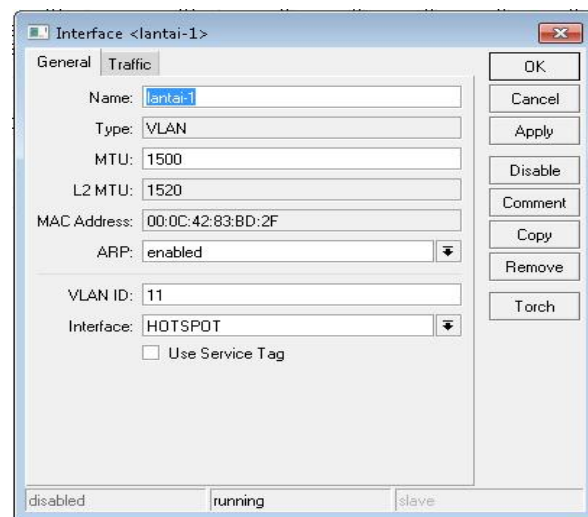 Interface <lantai-1>
General Traffic
Name: lantai-1
Type: VLAN
MTU: 1500
L2 MTU: 1520
MAC Address: 00:0C:42:83:BD:2F
ARP: enabled
VLAN ID: 11
Interface: HOTSPOT
Use Service Tag
OK
Cancel
Apply
Disable
Comment
Copy
Remove
Torch
disabled running slave